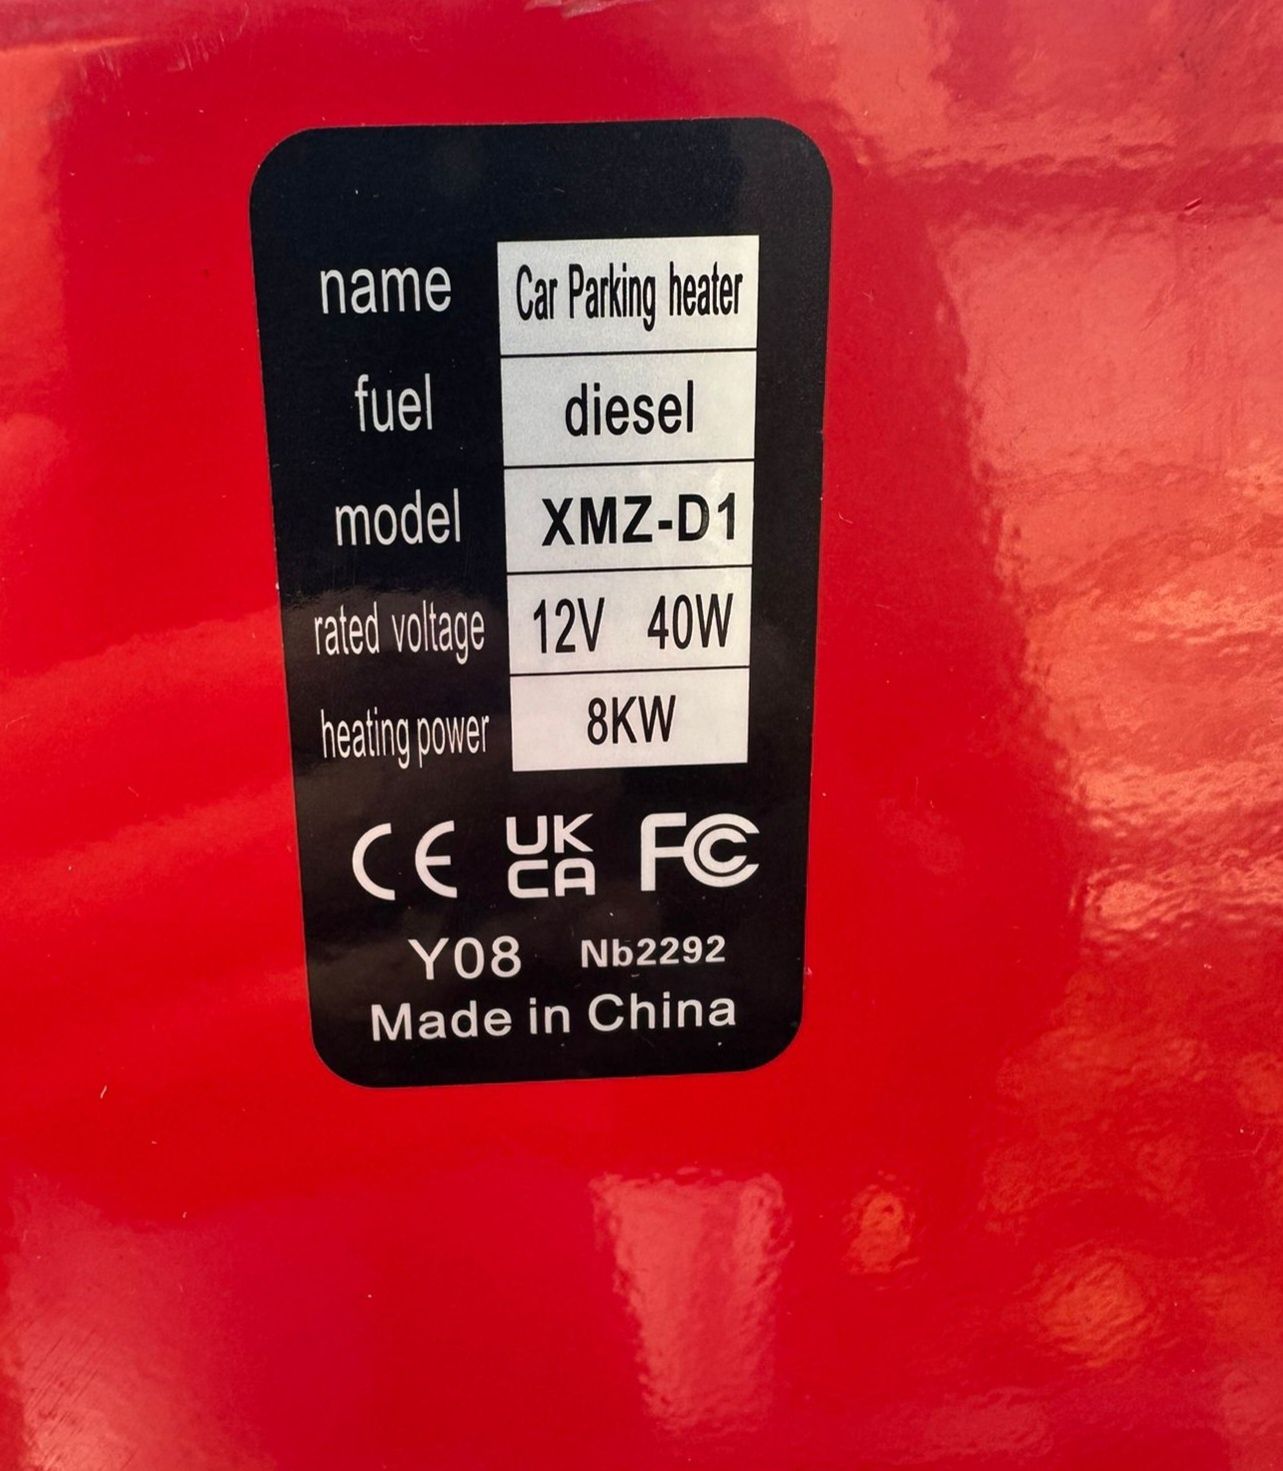 name Car Parking heater
fuel diesel
model XMZ-D1
rated voltage 12V 40W
heating power 8KW
CE UK CA FC
Y08 Nb2292
Made in China